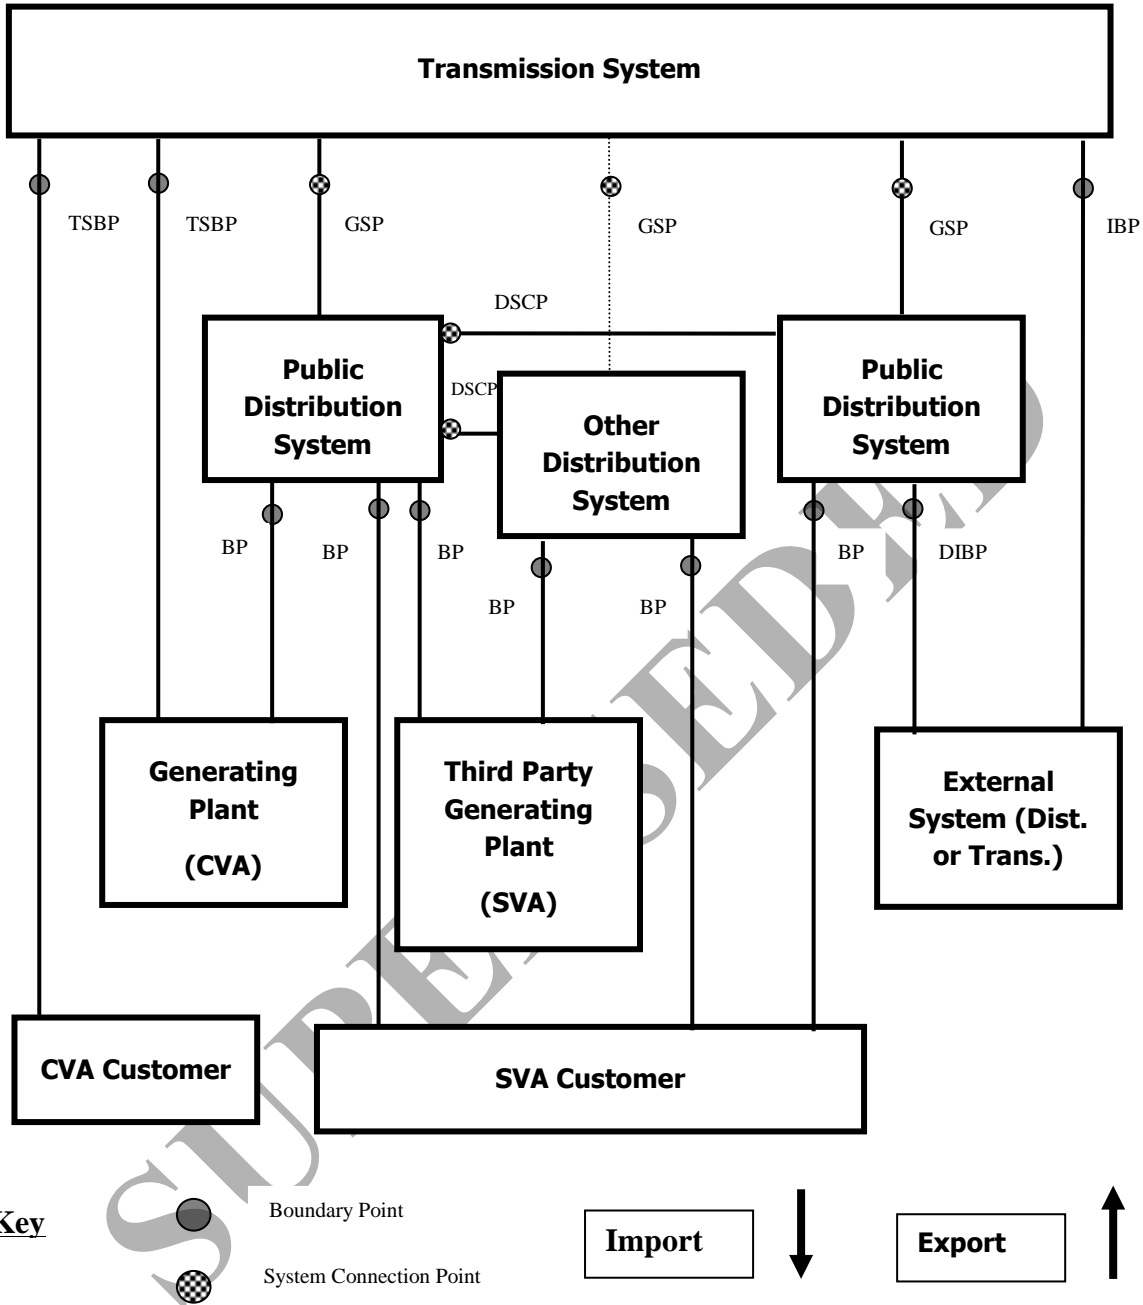 Transmission System
TSBP
TSBP
GSP
GSP
GSP
IBP
DSCP
Public
Distribution
System
DSCP
Other
Distribution
System
Public
Distribution
System
BP
BP
BP
BP
BP
BP
DIBP
Generating
Plant
(CVA)
Third Party
Generating
Plant
(SVA)
External
System (Dist.
or Trans.)
CVA Customer
SVA Customer
SUPERSEDED
Key
Boundary Point
System Connection Point
Import
Export